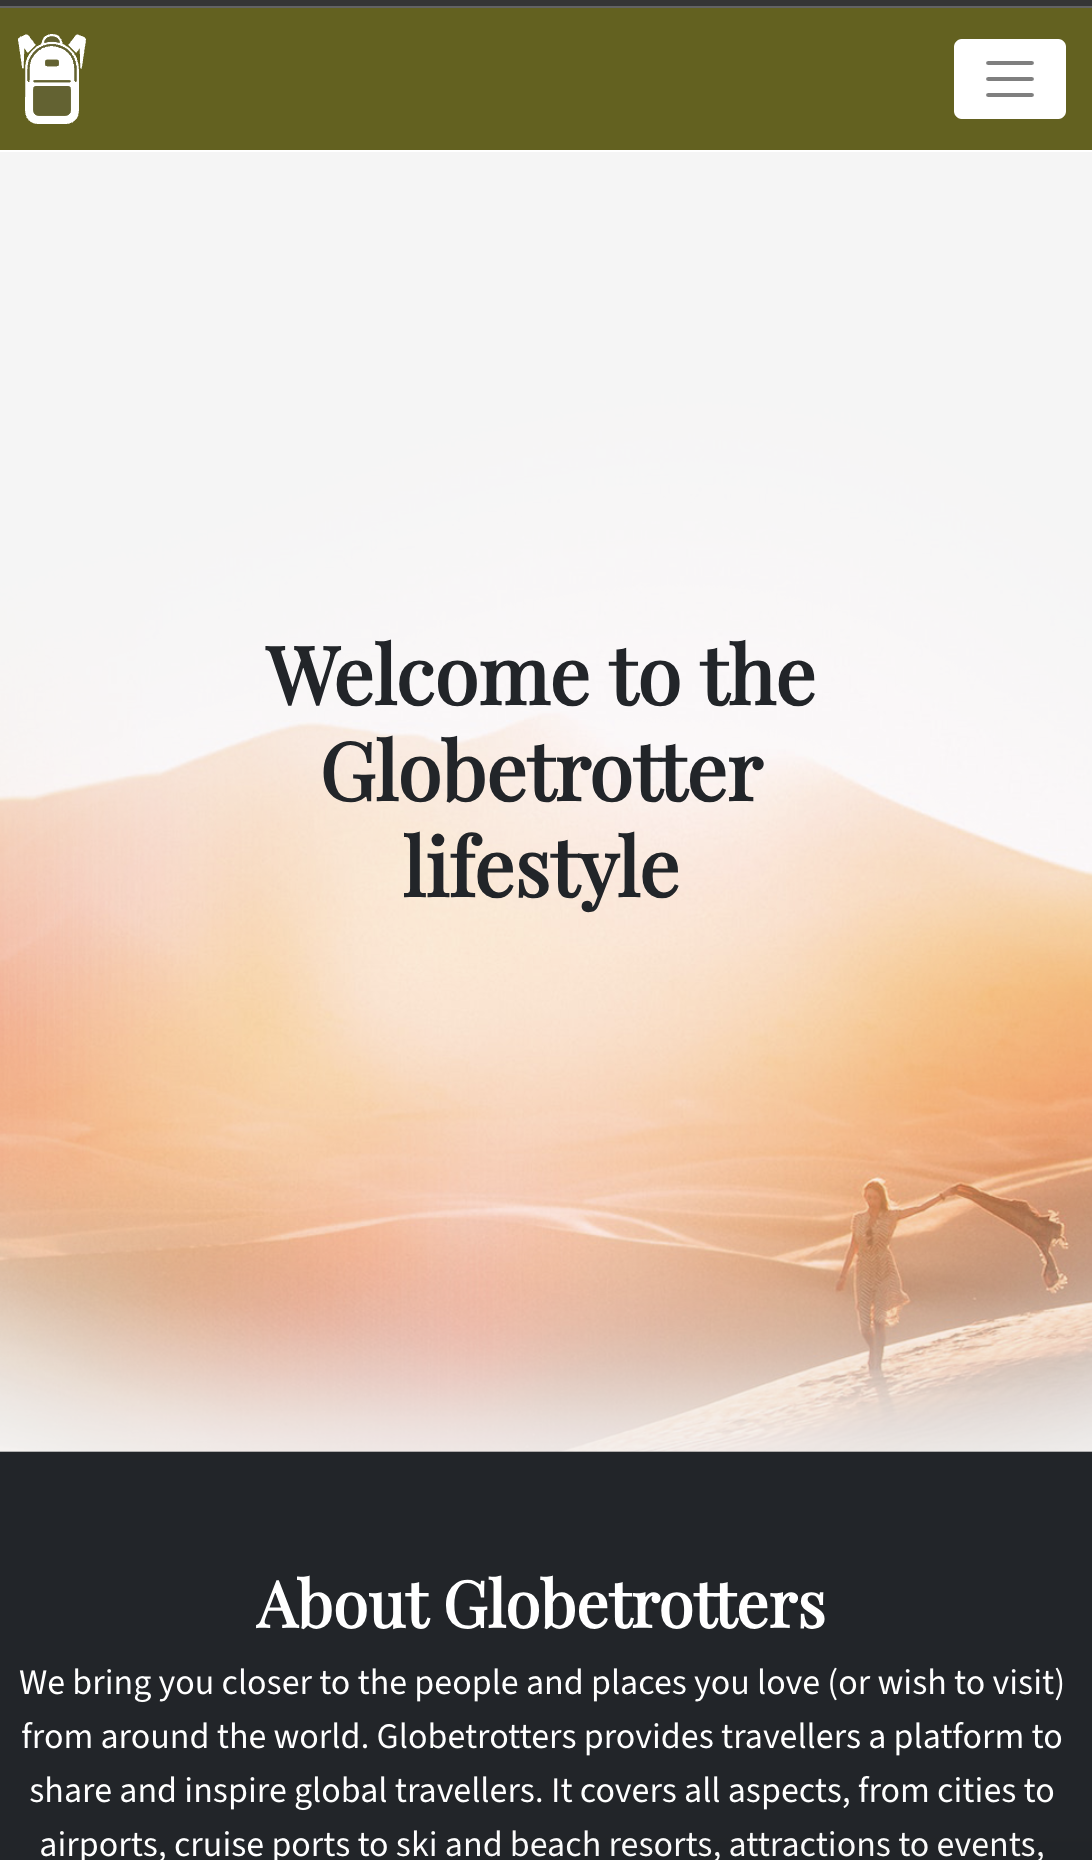 Welcome to the
Globetrotter
lifestyle
About Globetrotters
We bring you closer to the people and places you love (or wish to visit)
from around the world. Globetrotters provides travellers a platform to
share and inspire global travellers. It covers all aspects, from cities to
airports, cruise ports to ski and beach resorts, attractions to events,